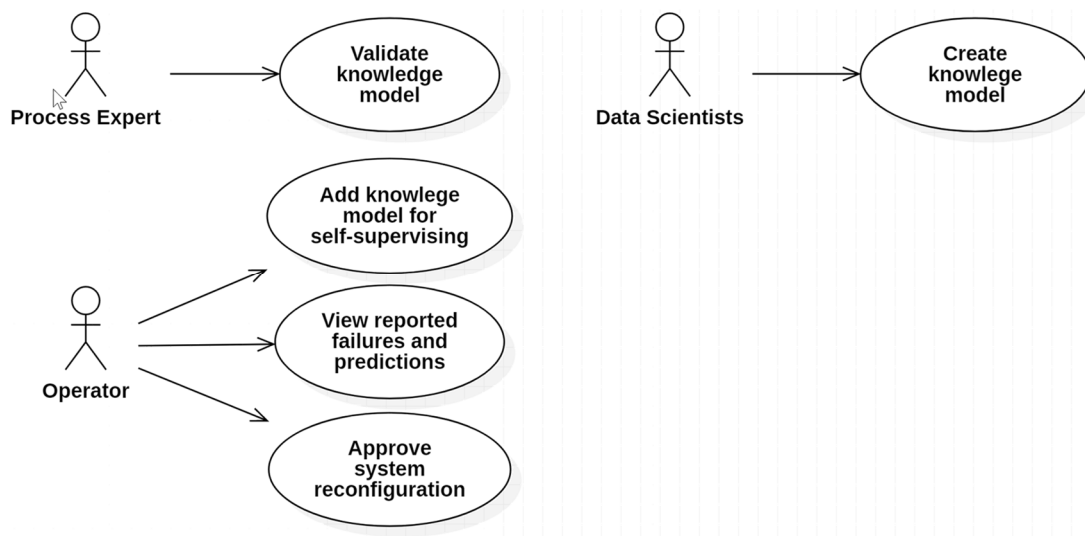 Validate
knowledge
model
Process Expert
Create
knowlege
model
Data Scientists
Add knowlege
model for
self-supervising
View reported
failures and
predictions
Operator
Approve
system
reconfiguration